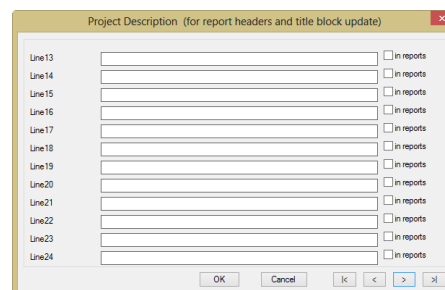 Project Description (for report headers and title block update)
Line13 in reports
Line14 in reports
Line15 in reports
Line16 in reports
Line17 in reports
Line18 in reports
Line19 in reports
Line20 in reports
Line21 in reports
Line22 in reports
Line23 in reports
Line24 in reports
OK Cancel |< < > >|